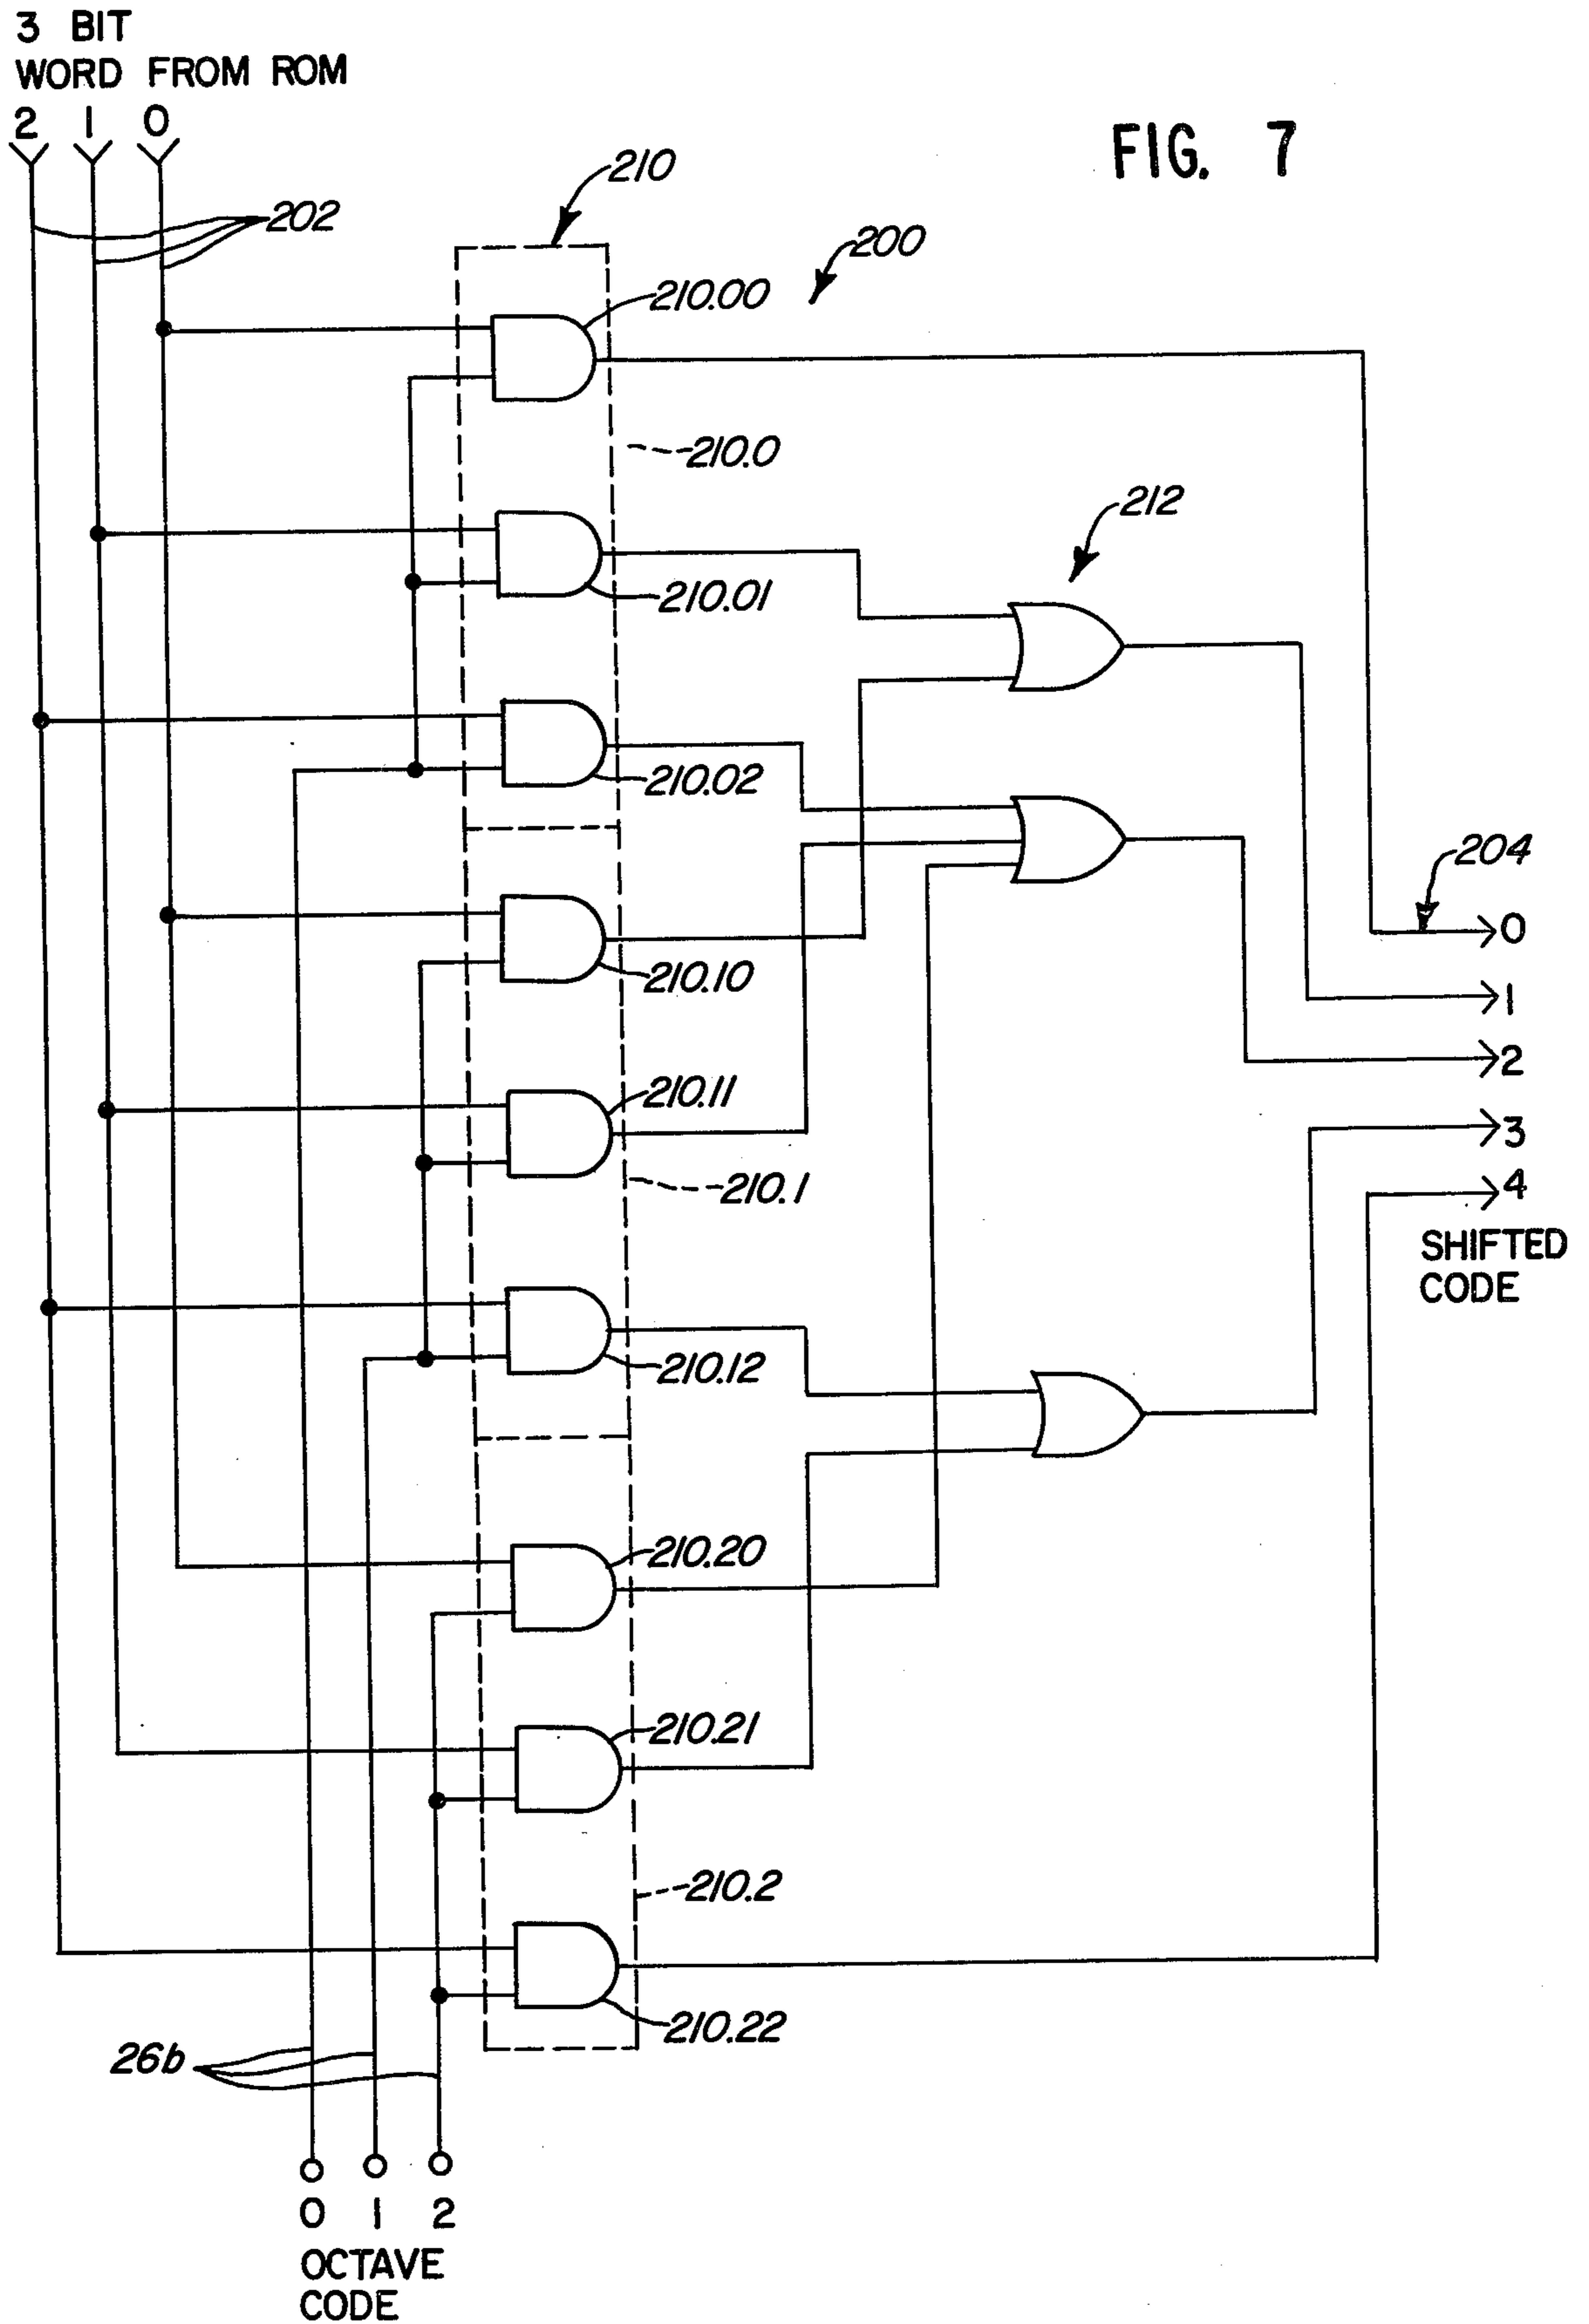 3 BIT
WORD FROM ROM
2 1 0
FIG. 7
202
210
200
210.00
210.0
212
210.01
210.02
204
0
210.10
1
2
210.11
3
210.1
4
SHIFTED
CODE
210.12
210.20
210.21
210.2
210.22
26b
0 1 2
OCTAVE
CODE